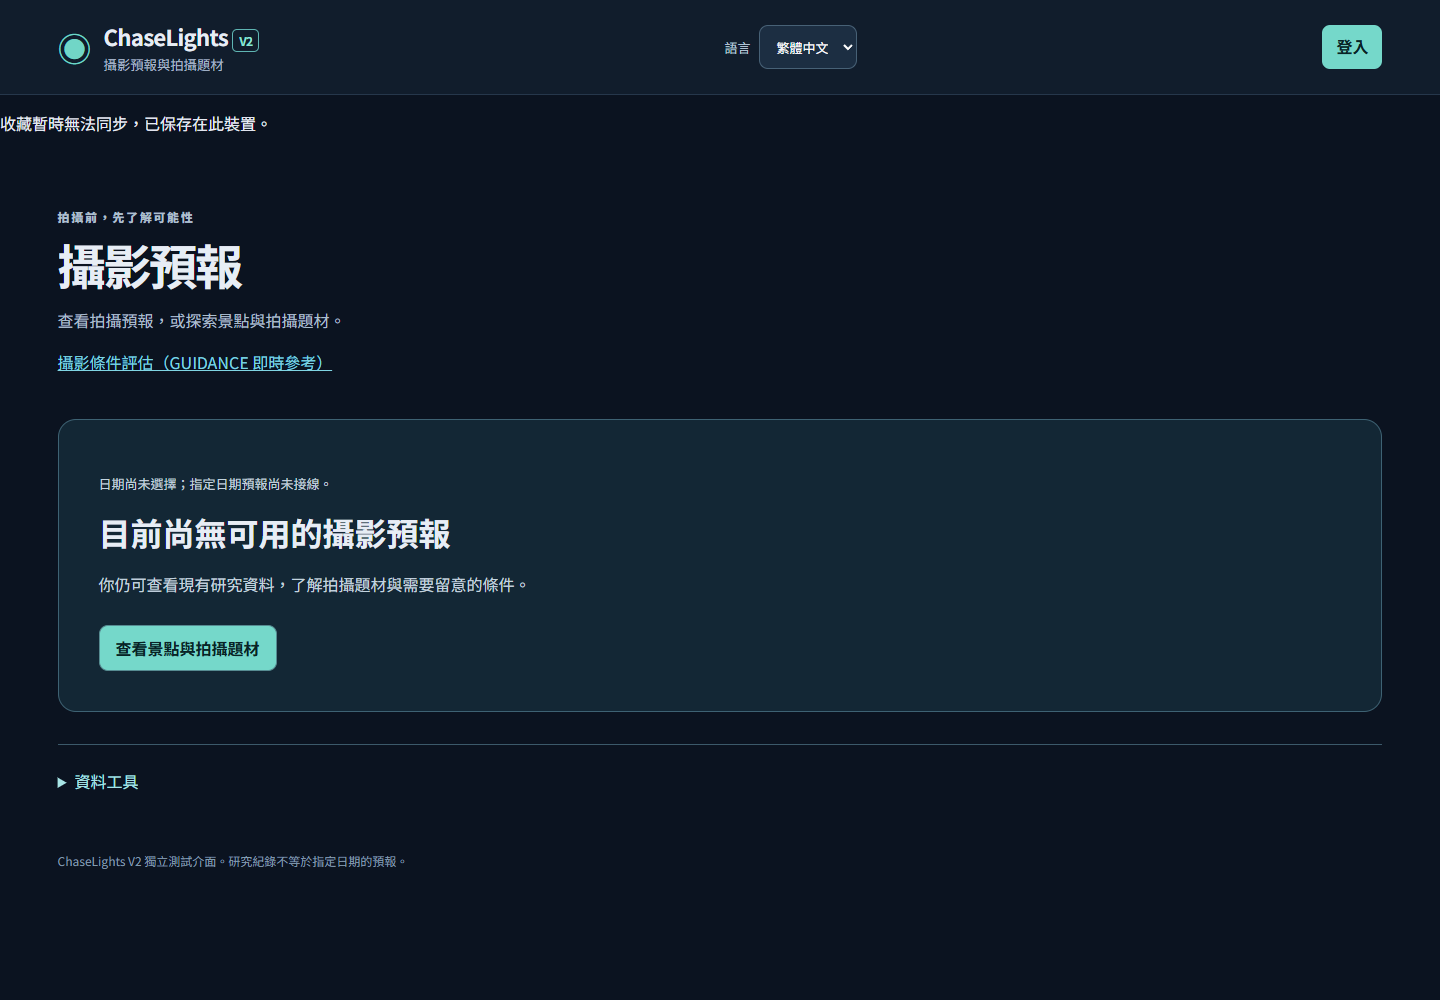 ChaseLights V2
攝影預報與拍攝題材
語言 繁體中文
登入
收藏暫時無法同步，已保存在此裝置。
拍攝前，先了解可能性
攝影預報
查看拍攝預報，或探索景點與拍攝題材。
攝影條件評估（GUIDANCE 即時參考）
日期尚未選擇；指定日期預報尚未接線。
目前尚無可用的攝影預報
你仍可查看現有研究資料，了解拍攝題材與需要留意的條件。
查看景點與拍攝題材
資料工具
ChaseLights V2 獨立測試介面。研究紀錄不等於指定日期的預報。